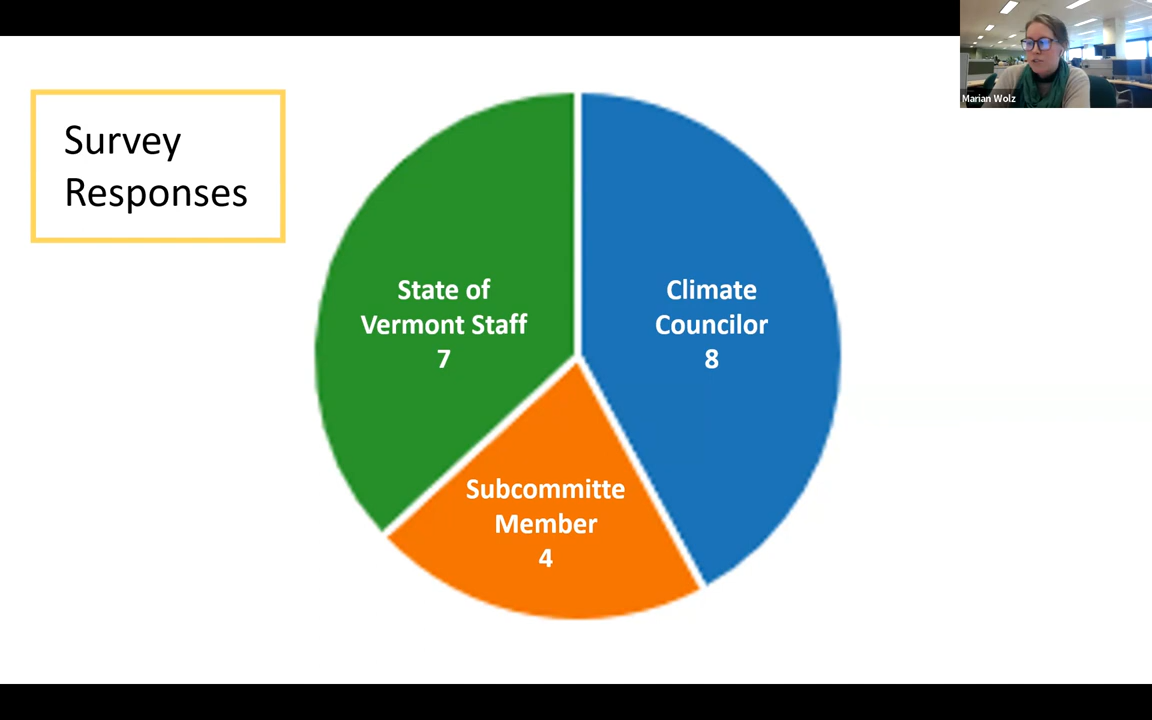 Survey
Responses
State of
Vermont Staff
7
Climate
Councilor
8
Subcommitte
Member
4
Marian Wolz